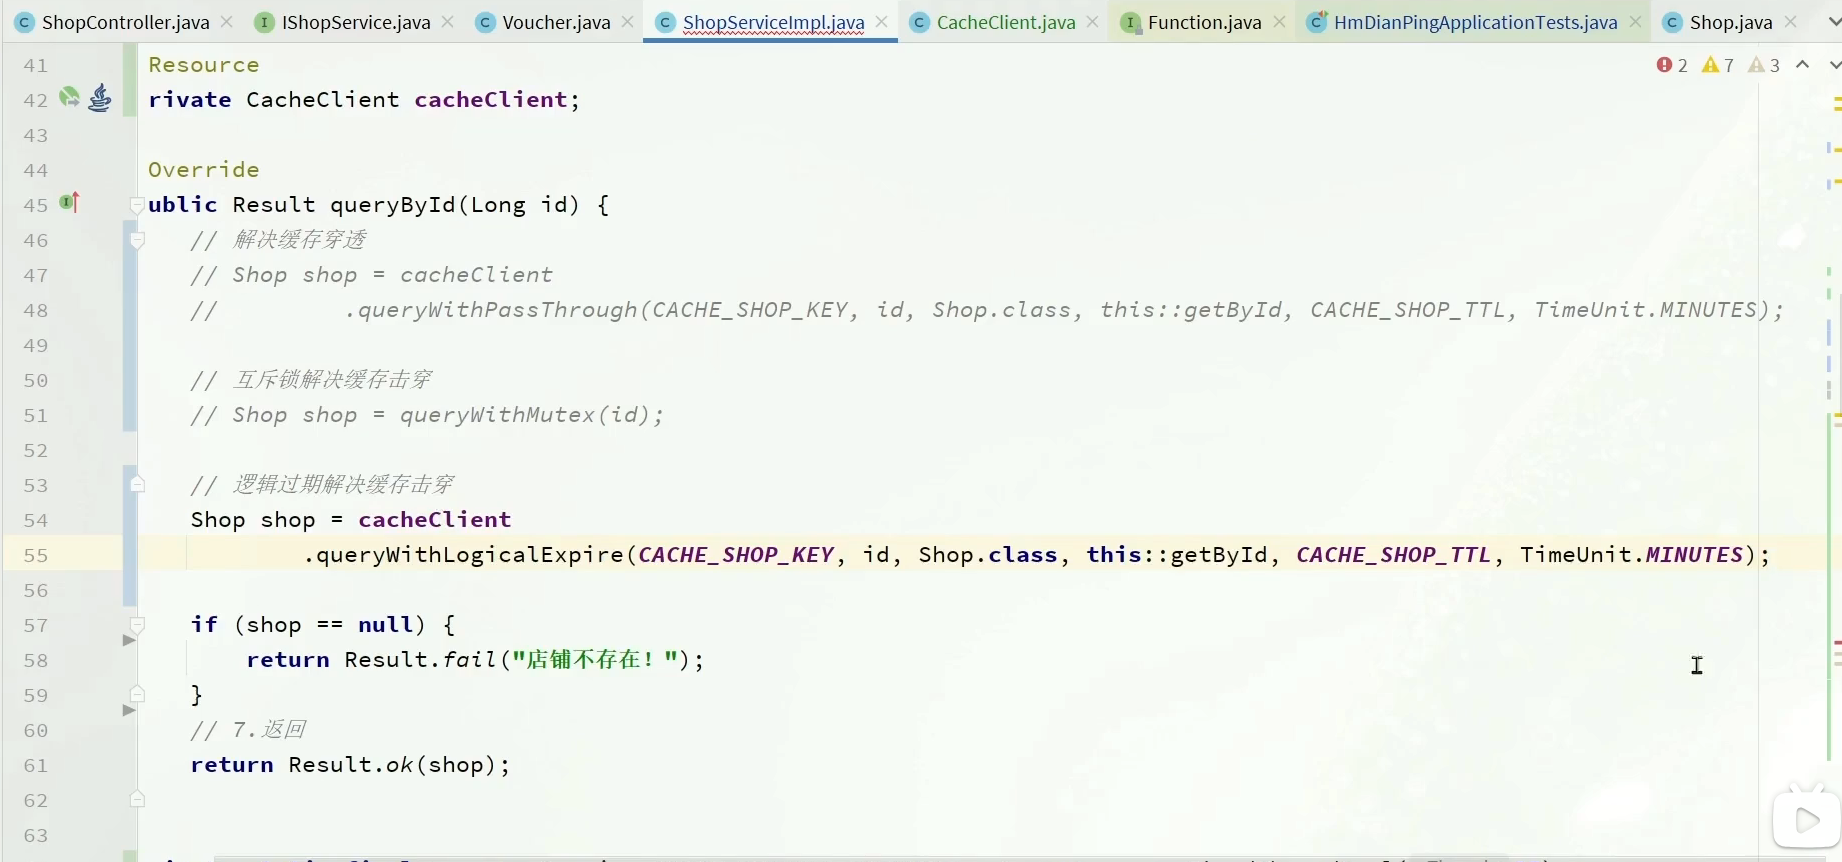 ShopController.java IShopService.java Voucher.java ShopServiceImpl.java CacheClient.java Function.java HmDianPingApplicationTests.java Shop.java
2 7 3
41 Resource
42 rivate CacheClient cacheClient;
43
44 Override
45 ublic Result queryById(Long id) {
46 // 解决缓存穿透
47 // Shop shop = cacheClient
48 // .queryWithPassThrough(CACHE_SHOP_KEY, id, Shop.class, this::getById, CACHE_SHOP_TTL, TimeUnit.MINUTES);
49
50 // 互斥锁解决缓存击穿
51 // Shop shop = queryWithMutex(id);
52
53 // 逻辑过期解决缓存击穿
54 Shop shop = cacheClient
55 .queryWithLogicalExpire(CACHE_SHOP_KEY, id, Shop.class, this::getById, CACHE_SHOP_TTL, TimeUnit.MINUTES);
56
57 if (shop == null) {
58 return Result.fail("店铺不存在！");
59 }
60 // 7.返回
61 return Result.ok(shop);
62
63